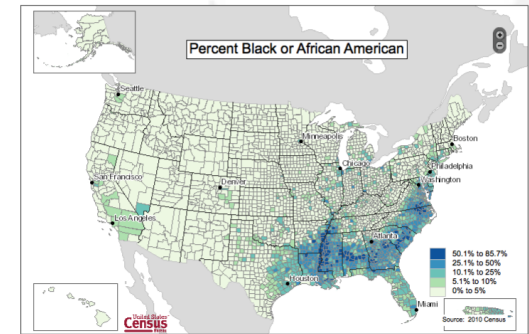 Percent Black or African American
Seattle
Minneapolis
Boston
Chicago
Philadelphia
San Francisco
Denver
Washington
Los Angeles
Atlanta
Houston
Miami
50.1% to 85.7%
25.1% to 50%
10.1% to 25%
5.1% to 10%
0% to 5%
United States
Census
Source: 2010 Census